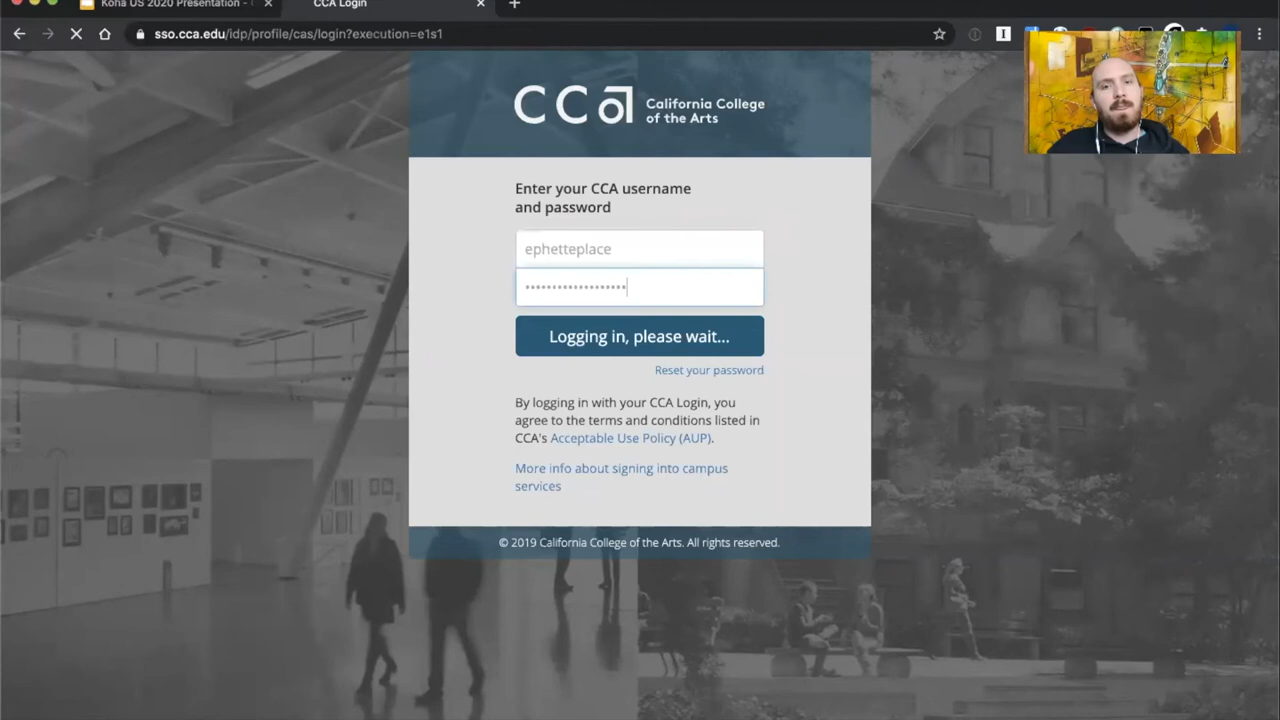 Koha US 2020 Presentation -
CCA Login
sso.cca.edu/idp/profile/cas/login?execution=e1s1
CCa California College
of the Arts
Enter your CCA username
and password
ephetteplace
•••••••••••••••••••
Logging in, please wait...
Reset your password
By logging in with your CCA Login, you
agree to the terms and conditions listed in
CCA's Acceptable Use Policy (AUP).
More info about signing into campus
services
© 2019 California College of the Arts. All rights reserved.